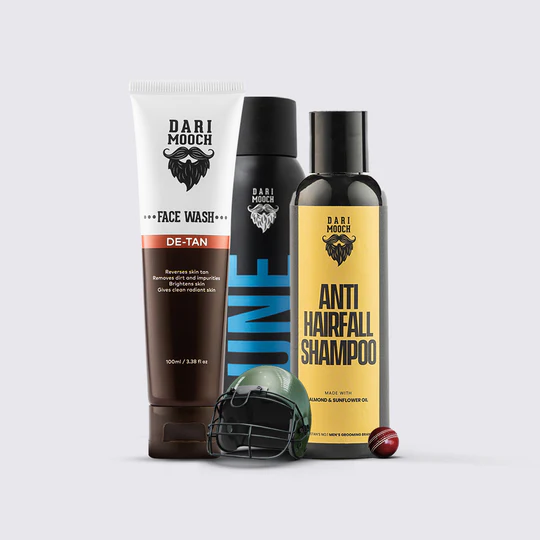 DARI
MOOCH
FACE WASH
DE-TAN
Reverses skin tan
Removes dirt and impurities
Brightens skin
Gives clean radiant skin
100ml / 3.38 fl oz
DARI
MOOCH
UNE
DARI
MOOCH
ANTI
HAIRFALL
SHAMPOO
MADE WITH
ALMOND & SUNFLOWER OIL
MEN'S GROOMING